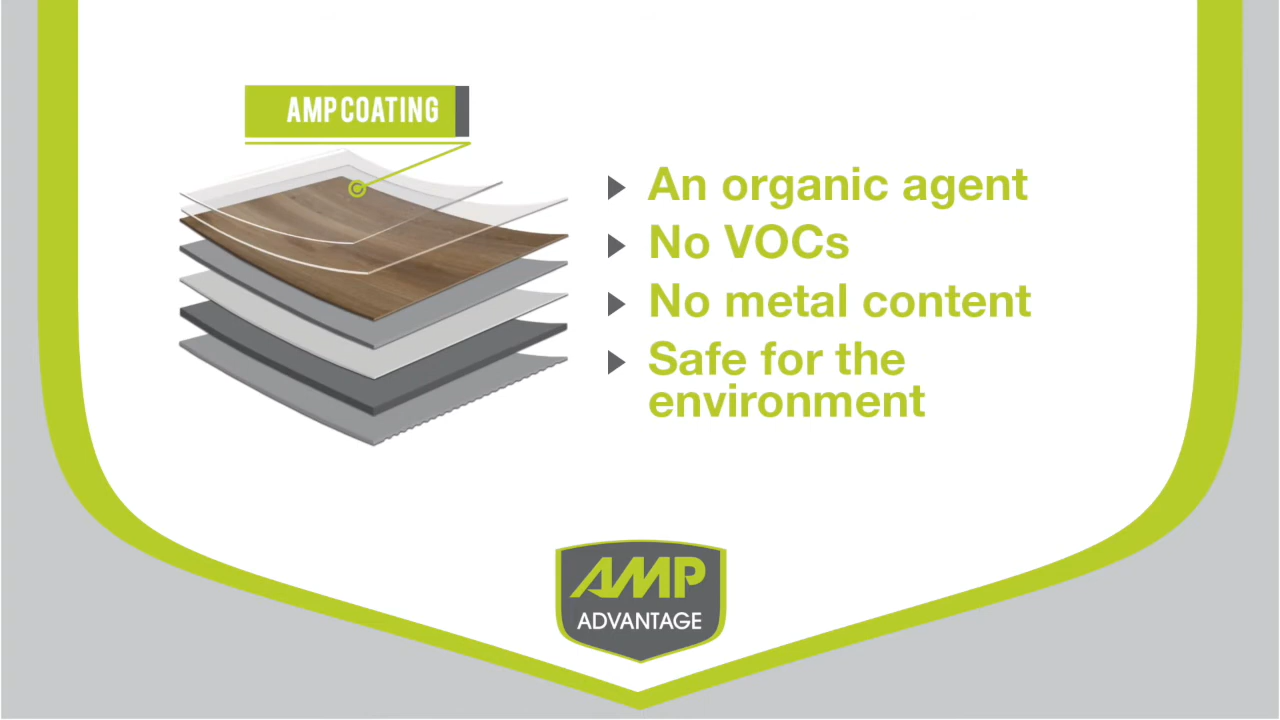 AMP COATING
An organic agent
No VOCs
No metal content
Safe for the
environment
AMP
ADVANTAGE